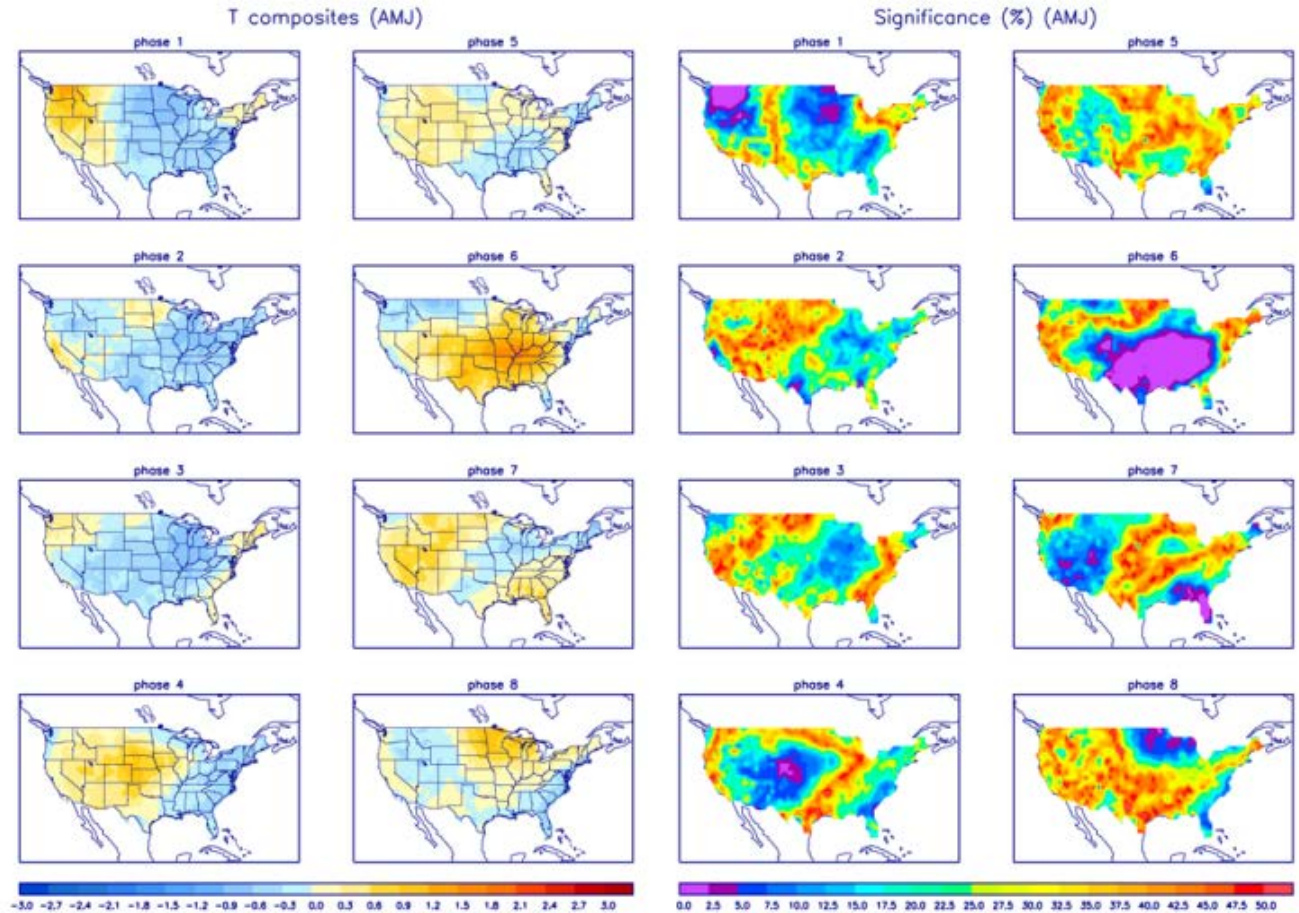 T composites (AMJ) Significance (%) (AMJ)
phase 1 phase 5 phase 1 phase 5
phase 2 phase 6 phase 2 phase 6
phase 3 phase 7 phase 3 phase 7
phase 4 phase 8 phase 4 phase 8
-3.0 -2.7 -2.4 -2.1 -1.8 -1.5 -1.2 -0.9 -0.6 -0.3 0.0 0.3 0.6 0.9 1.2 1.5 1.8 2.1 2.4 2.7 3.0 0.0 2.5 5.0 7.5 10.0 12.5 15.0 17.5 20.0 22.5 25.0 27.5 30.0 32.5 35.0 37.5 40.0 42.5 45.0 47.5 50.0